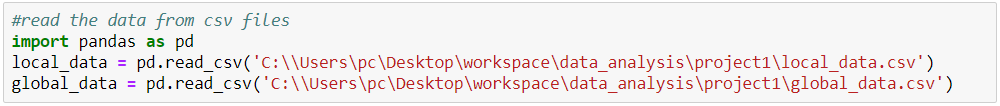 #read the data from csv files
import pandas as pd
local_data = pd.read_csv('C:\\Users\pc\Desktop\workspace\data_analysis\project1\local_data.csv')
global_data = pd.read_csv('C:\\Users\pc\Desktop\workspace\data_analysis\project1\global_data.csv')